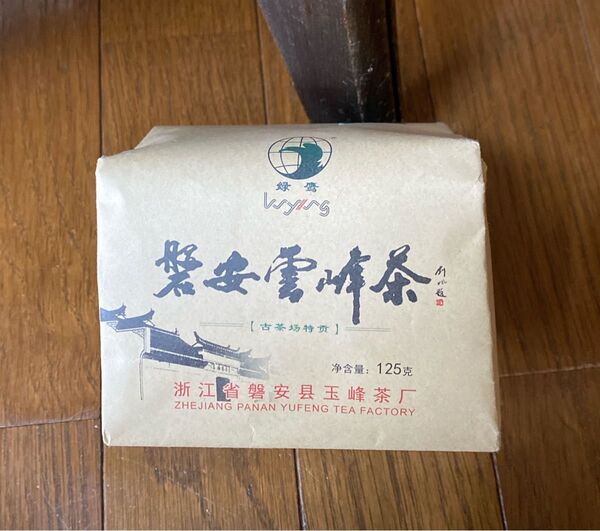 綠鹰
磐安雲峰茶
【古茶场特贡】
净含量：125克
浙江省磐安县玉峰茶厂
ZHEJIANG PANAN YUFENG TEA FACTORY